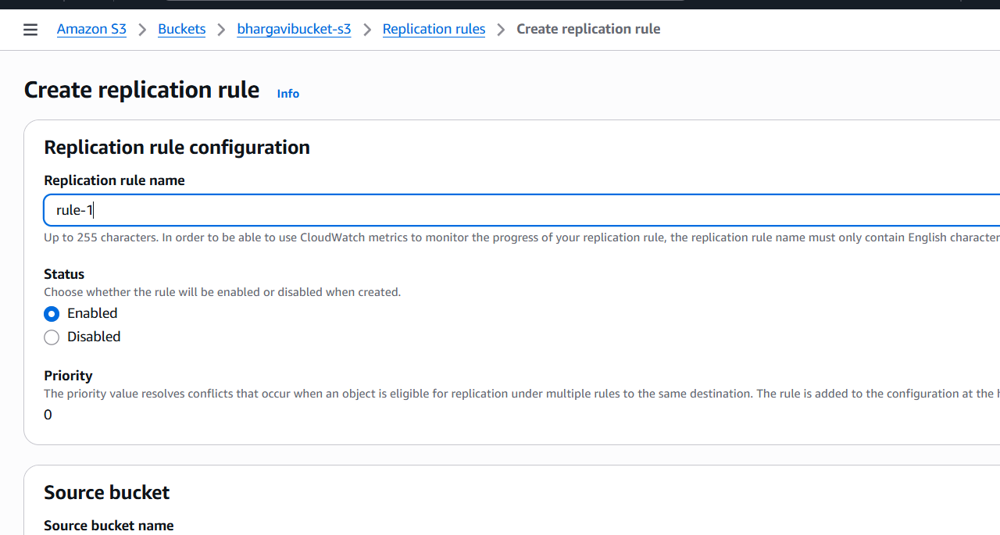 Amazon S3 > Buckets > bhargavibucket-s3 > Replication rules > Create replication rule
Create replication rule Info
Replication rule configuration
Replication rule name
rule-1
Up to 255 characters. In order to be able to use CloudWatch metrics to monitor the progress of your replication rule, the replication rule name must only contain English
Status
Choose whether the rule will be enabled or disabled when created.
Enabled
Disabled
Priority
The priority value resolves conflicts that occur when an object is eligible for replication under multiple rules to the same destination. The rule is added to the configuration at the
0
Source bucket
Source bucket name